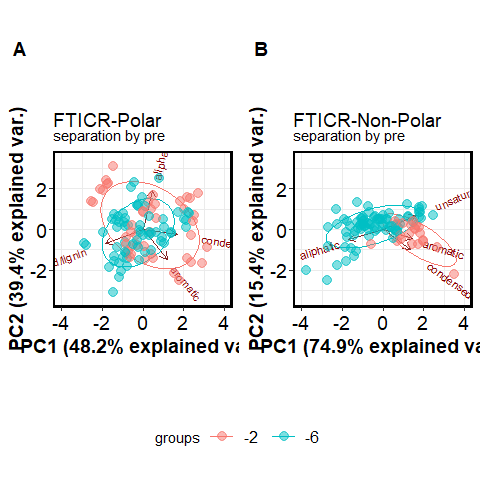 A
B
FTICR-Polar
separation by pre
FTICR-Non-Polar
separation by pre
PC2 (39.4% explained var.)
2
0
-2
alpha
conde
lignin
aromatic
-4
-2
0
2
4
PC1 (48.2% explained va
PC2 (15.4% explained var.)
2
0
-2
unsatur
aliphatic
aromatic
condensed
-4
-2
0
2
4
PC1 (74.9% explained va
groups
-2
-6